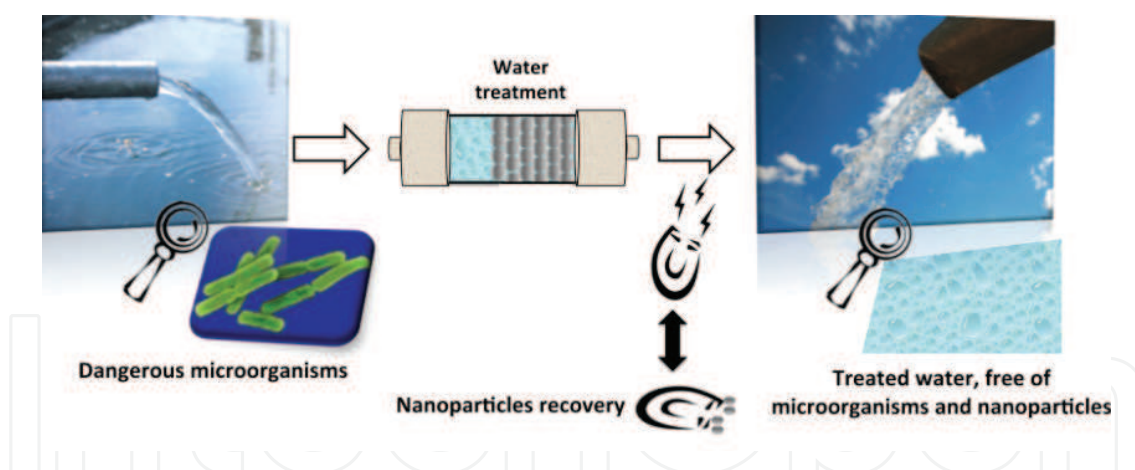 Water
treatment
Dangerous microorganisms
Nanoparticles recovery
Treated water, free of
microorganisms and nanoparticles